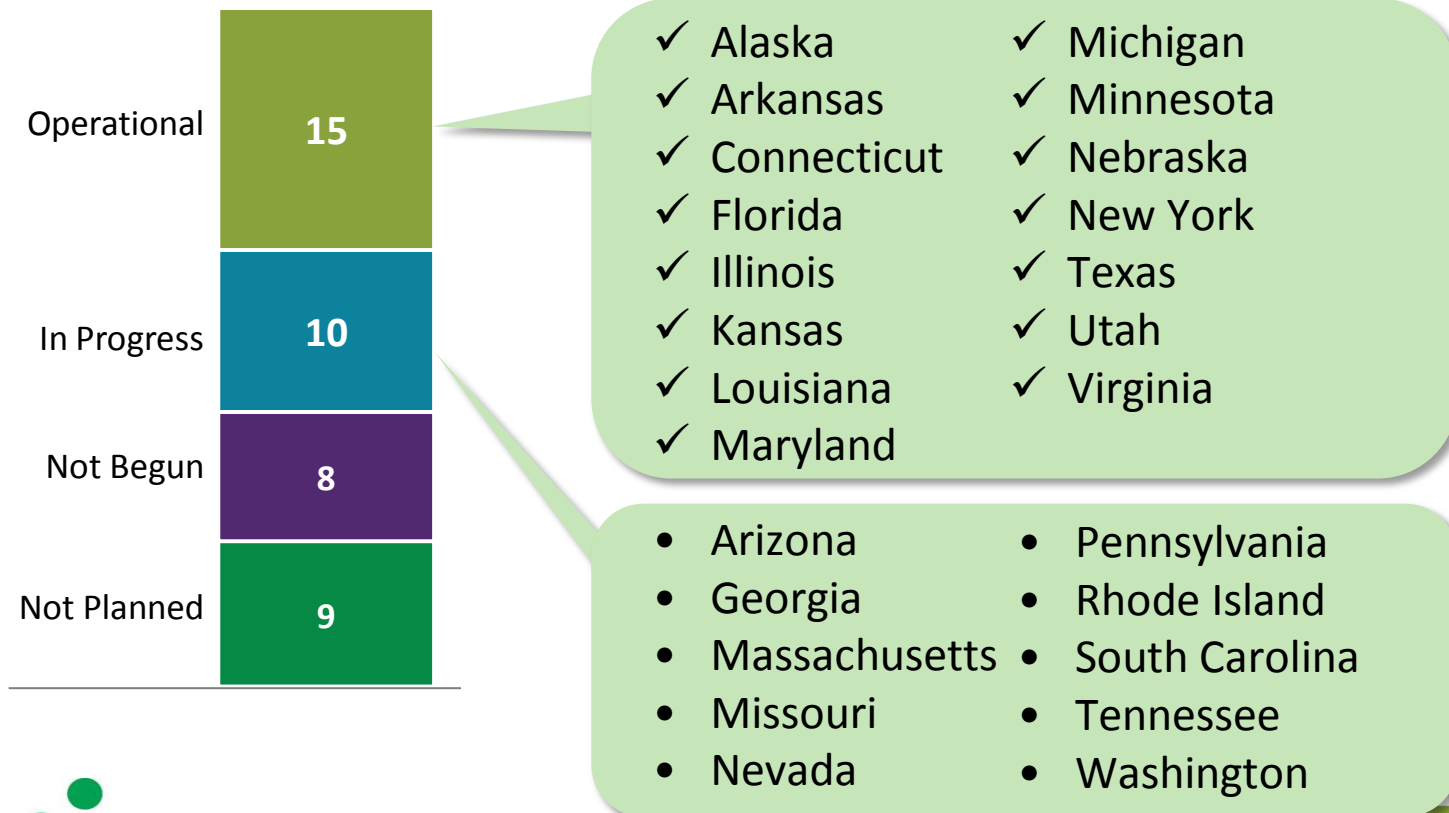 Operational
15
In Progress
10
Not Begun
8
Not Planned
9
✓ Alaska
✓ Arkansas
✓ Connecticut
✓ Florida
✓ Illinois
✓ Kansas
✓ Louisiana
✓ Maryland
✓ Michigan
✓ Minnesota
✓ Nebraska
✓ New York
✓ Texas
✓ Utah
✓ Virginia
• Arizona
• Georgia
• Massachusetts
• Missouri
• Nevada
• Pennsylvania
• Rhode Island
• South Carolina
• Tennessee
• Washington